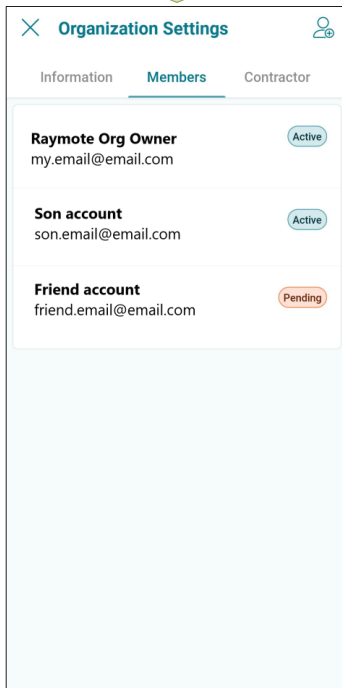 Organization Settings
Information Members Contractor
Raymote Org Owner Active
my.email@email.com
Son account Active
son.email@email.com
Friend account Pending
friend.email@email.com